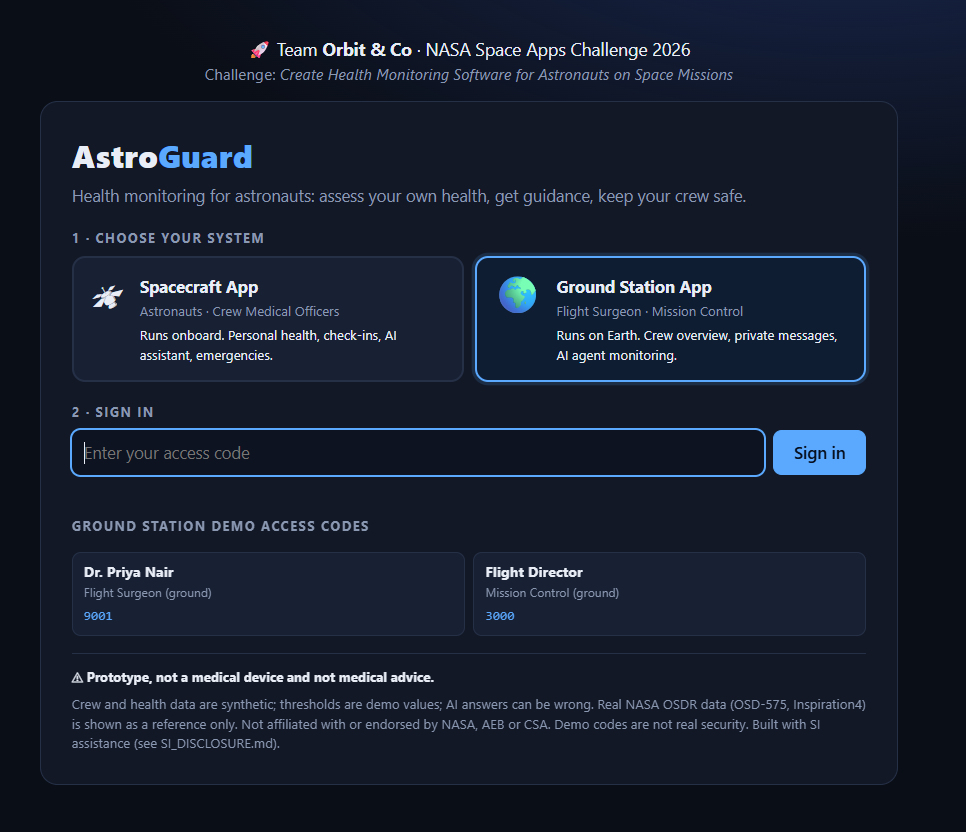 🚀 Team Orbit & Co · NASA Space Apps Challenge 2026
Challenge: Create Health Monitoring Software for Astronauts on Space Missions
AstroGuard
Health monitoring for astronauts: assess your own health, get guidance, keep your crew safe.
1 · CHOOSE YOUR SYSTEM
Spacecraft App
Astronauts · Crew Medical Officers
Runs onboard. Personal health, check-ins, AI
assistant, emergencies.
Ground Station App
Flight Surgeon · Mission Control
Runs on Earth. Crew overview, private messages,
AI agent monitoring.
2 · SIGN IN
Enter your access code
Sign in
GROUND STATION DEMO ACCESS CODES
Dr. Priya Nair
Flight Surgeon (ground)
9001
Flight Director
Mission Control (ground)
3000
⚠ Prototype, not a medical device and not medical advice.
Crew and health data are synthetic; thresholds are demo values; AI answers can be wrong. Real NASA OSDR data (OSD-575, Inspiration4)
is shown as a reference only. Not affiliated with or endorsed by NASA, AEB or CSA. Demo codes are not real security. Built with SI
assistance (see SI_DISCLOSURE.md).